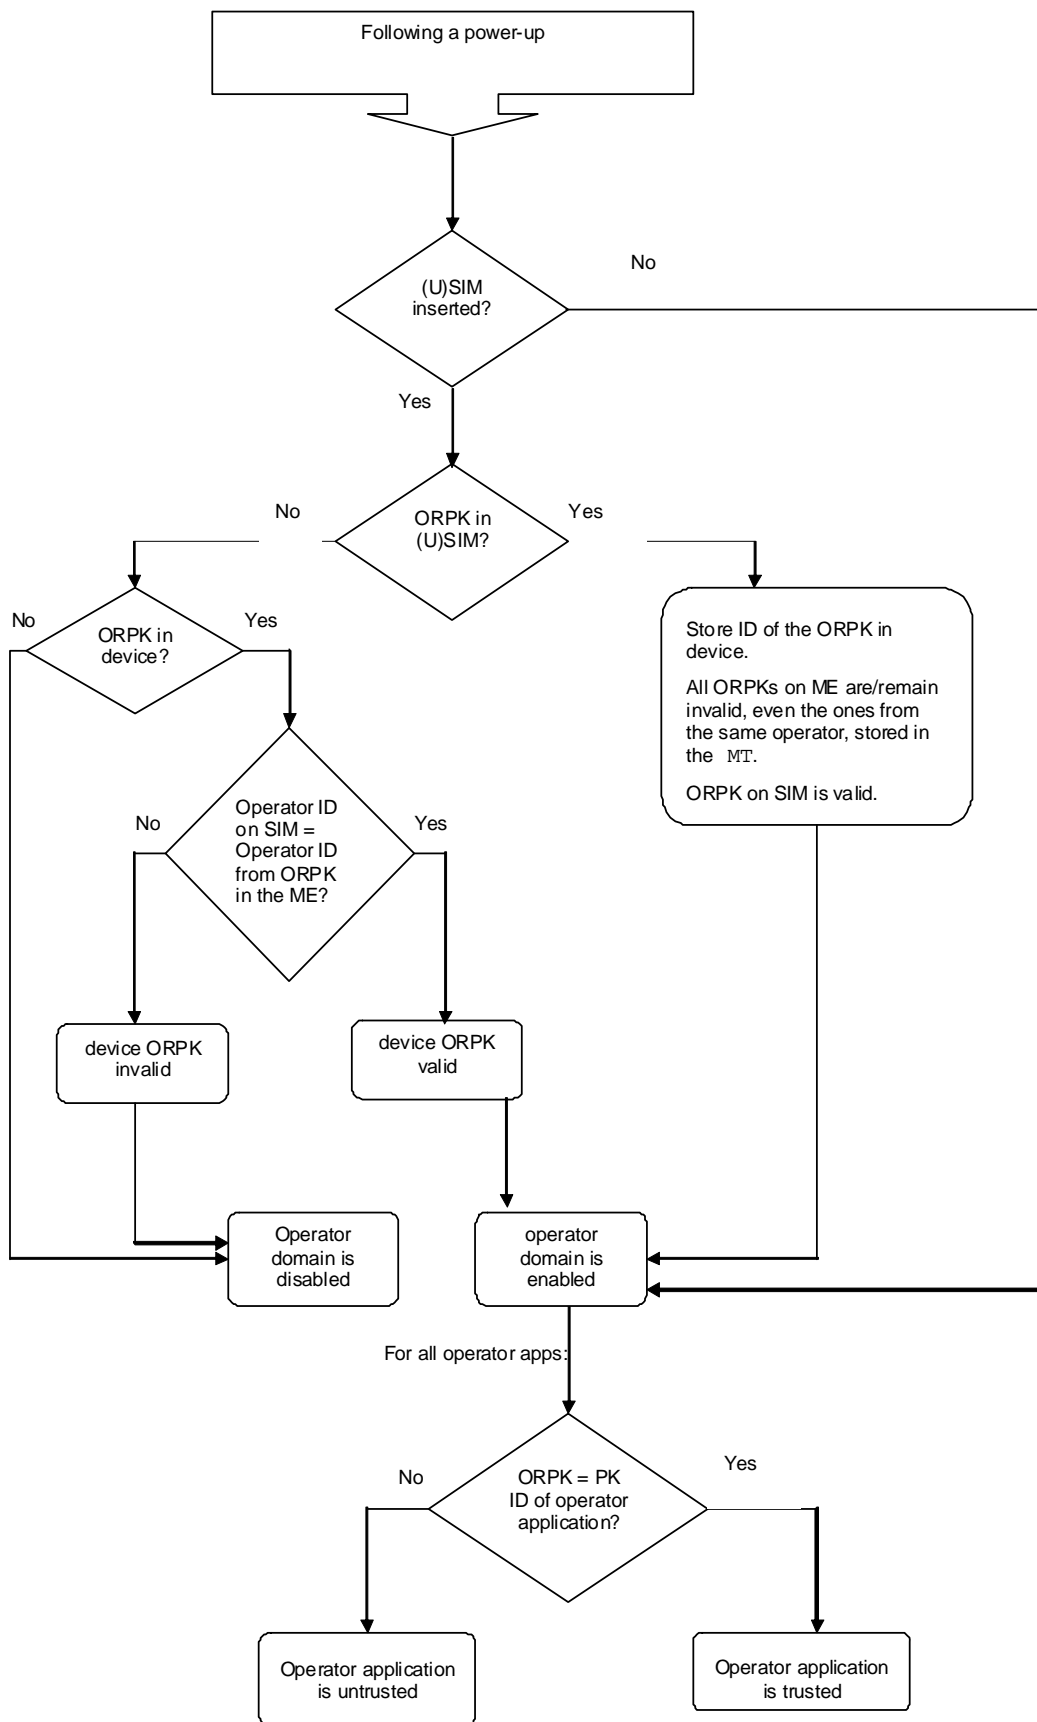 Following a power-up
(U)SIM
inserted?
No
Yes
ORPK in
(U)SIM?
No
Yes
ORPK in
device?
No
Yes
Store ID of the ORPK in
device.
All ORPKs on ME are/remain
invalid, even the ones from
the same operator, stored in
the MT.
ORPK on SIM is valid.
Operator ID
on SIM =
Operator ID
from ORPK
in the ME?
No
Yes
device ORPK
invalid
device ORPK
valid
Operator
domain is
disabled
operator
domain is
enabled
For all operator apps:
ORPK = PK
ID of operator
application?
No
Yes
Operator application
is untrusted
Operator application
is trusted